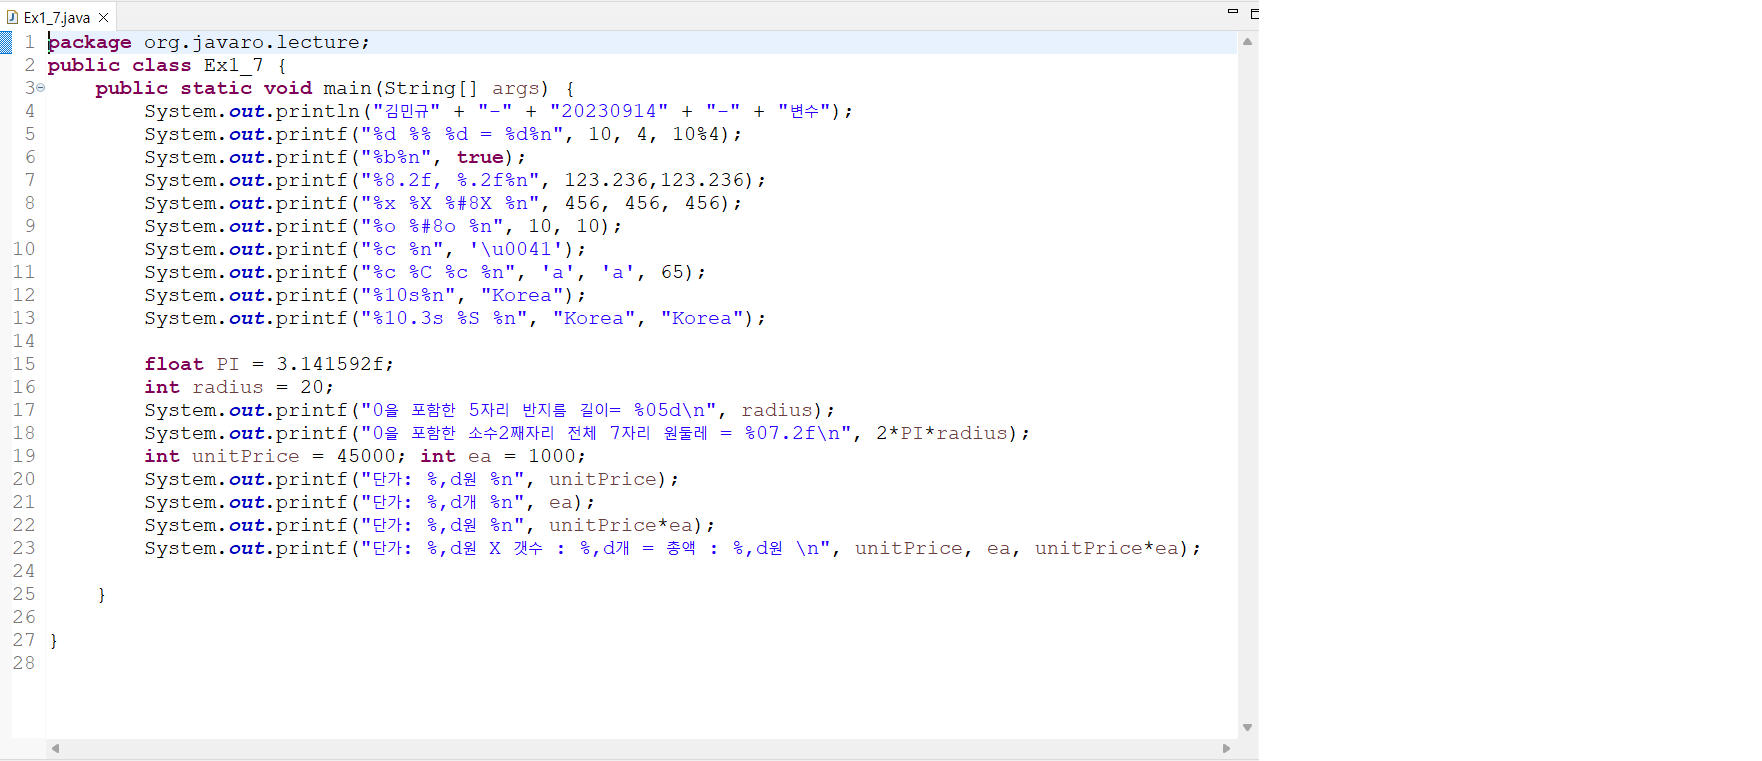 Ex1_7.java
1 package org.javaro.lecture;
2 public class Ex1_7 {
3 public static void main(String[] args) {
4 System.out.println("김민규" + "-" + "20230914" + "-" + "변수");
5 System.out.printf("%d %% %d = %d%n", 10, 4, 10%4);
6 System.out.printf("%b%n", true);
7 System.out.printf("%8.2f, %.2f%n", 123.236,123.236);
8 System.out.printf("%x %X %#8X %n", 456, 456, 456);
9 System.out.printf("%o %#8o %n", 10, 10);
10 System.out.printf("%c %n", '\u0041');
11 System.out.printf("%c %C %c %n", 'a', 'a', 65);
12 System.out.printf("%10s%n", "Korea");
13 System.out.printf("%10.3s %S %n", "Korea", "Korea");
14
15 float PI = 3.141592f;
16 int radius = 20;
17 System.out.printf("0을 포함한 5자리 반지름 길이= %05d\n", radius);
18 System.out.printf("0을 포함한 소수2째자리 전체 7자리 원둘레 = %07.2f\n", 2*PI*radius);
19 int unitPrice = 45000; int ea = 1000;
20 System.out.printf("단가: %,d원 %n", unitPrice);
21 System.out.printf("단가: %,d개 %n", ea);
22 System.out.printf("단가: %,d원 %n", unitPrice*ea);
23 System.out.printf("단가: %,d원 X 갯수 : %,d개 = 총액 : %,d원 \n", unitPrice, ea, unitPrice*ea);
24
25 }
26
27 }
28